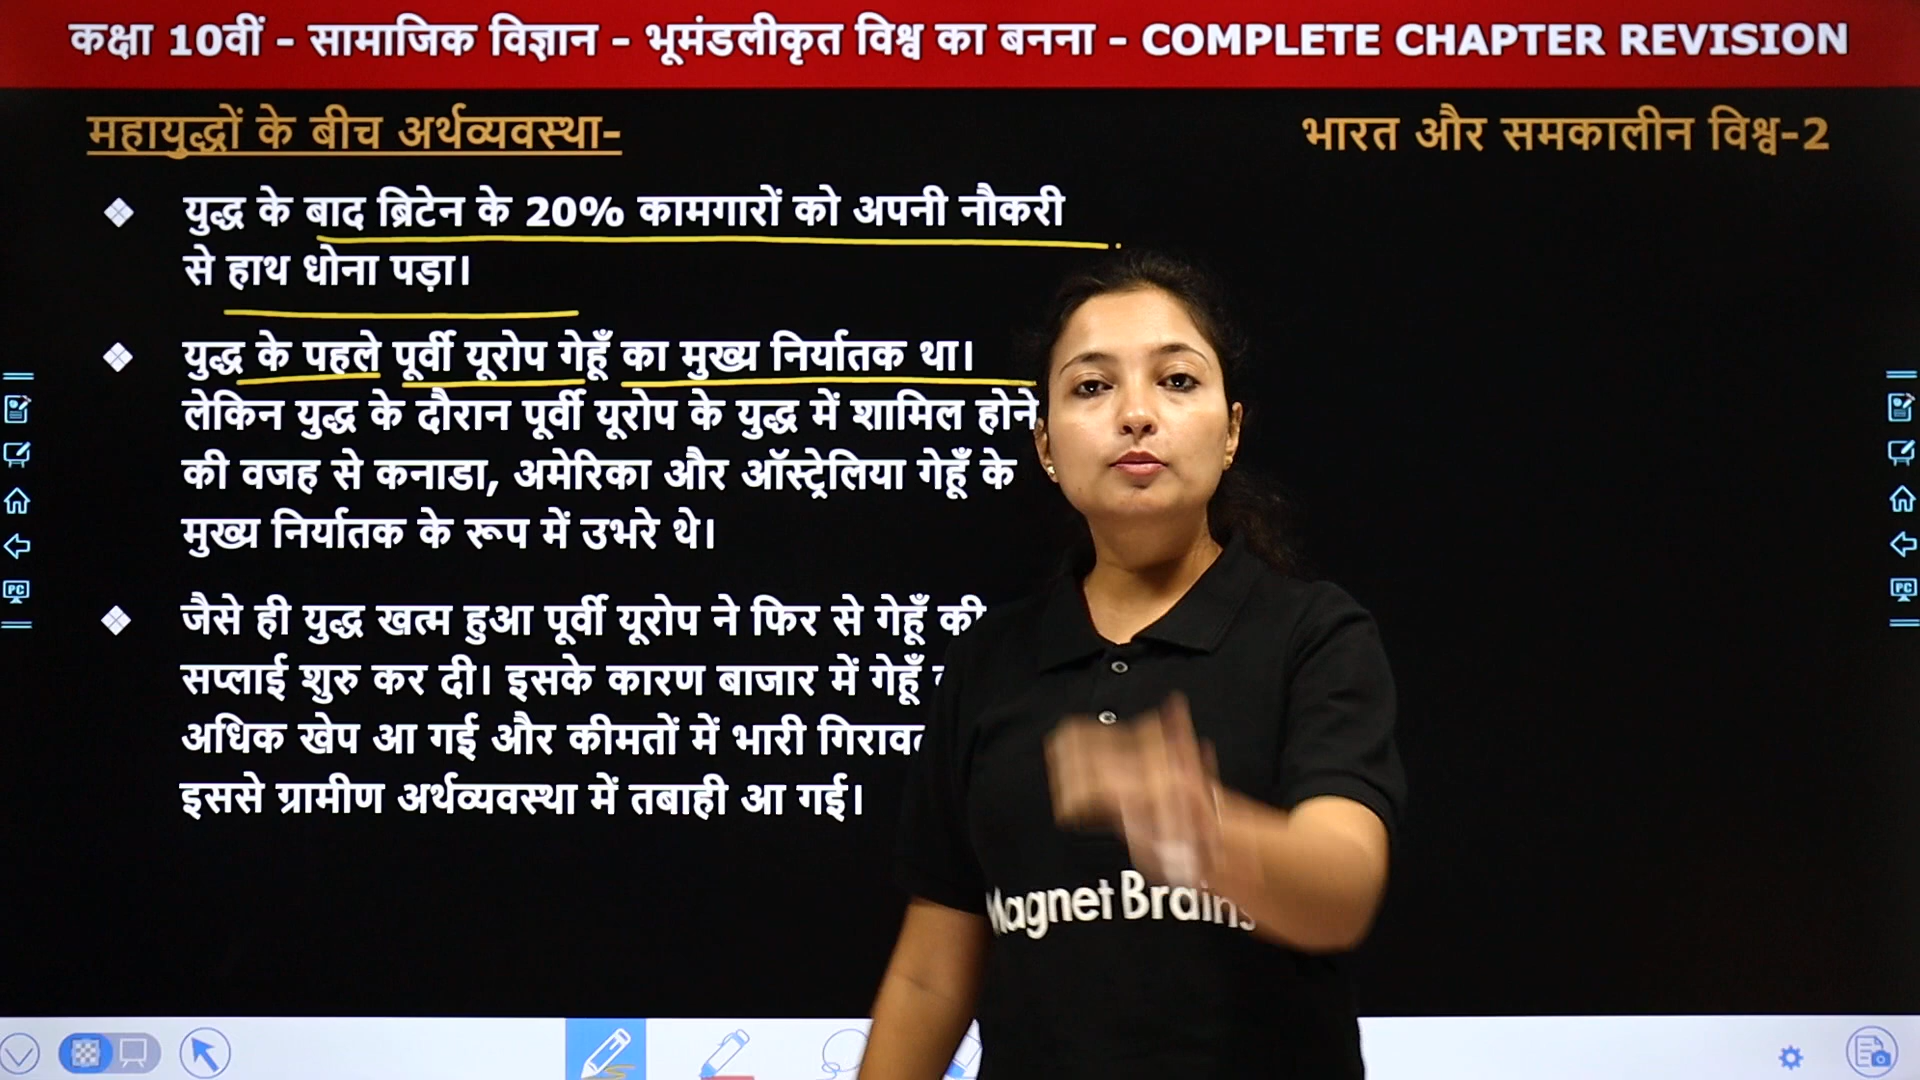 कक्षा 10वीं - सामाजिक विज्ञान - भूमंडलीकृत विश्व का बनना - COMPLETE CHAPTER REVISION
महायुद्धों के बीच अर्थव्यवस्था-
भारत और समकालीन विश्व-2
युद्ध के बाद ब्रिटेन के 20% कामगारों को अपनी नौकरी
से हाथ धोना पड़ा।
युद्ध के पहले पूर्वी यूरोप गेहूँ का मुख्य निर्यातक था।
लेकिन युद्ध के दौरान पूर्वी यूरोप के युद्ध में शामिल होने
की वजह से कनाडा, अमेरिका और ऑस्ट्रेलिया गेहूँ के
मुख्य निर्यातक के रूप में उभरे थे।
जैसे ही युद्ध खत्म हुआ पूर्वी यूरोप ने फिर से गेहूँ की
सप्लाई शुरु कर दी। इसके कारण बाजार में गेहूँ
अधिक खेप आ गई और कीमतों में भारी
इससे ग्रामीण अर्थव्यवस्था में तबाही आ गई।
Magnet Brains
PC
PC